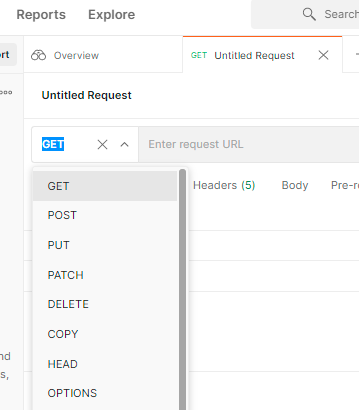 Reports Explore
Search
ort
Overview
GET Untitled Request
Untitled Request
GET
Enter request URL
Headers (5) Body Pre-r
GET
POST
PUT
PATCH
DELETE
COPY
HEAD
OPTIONS
nd
s,